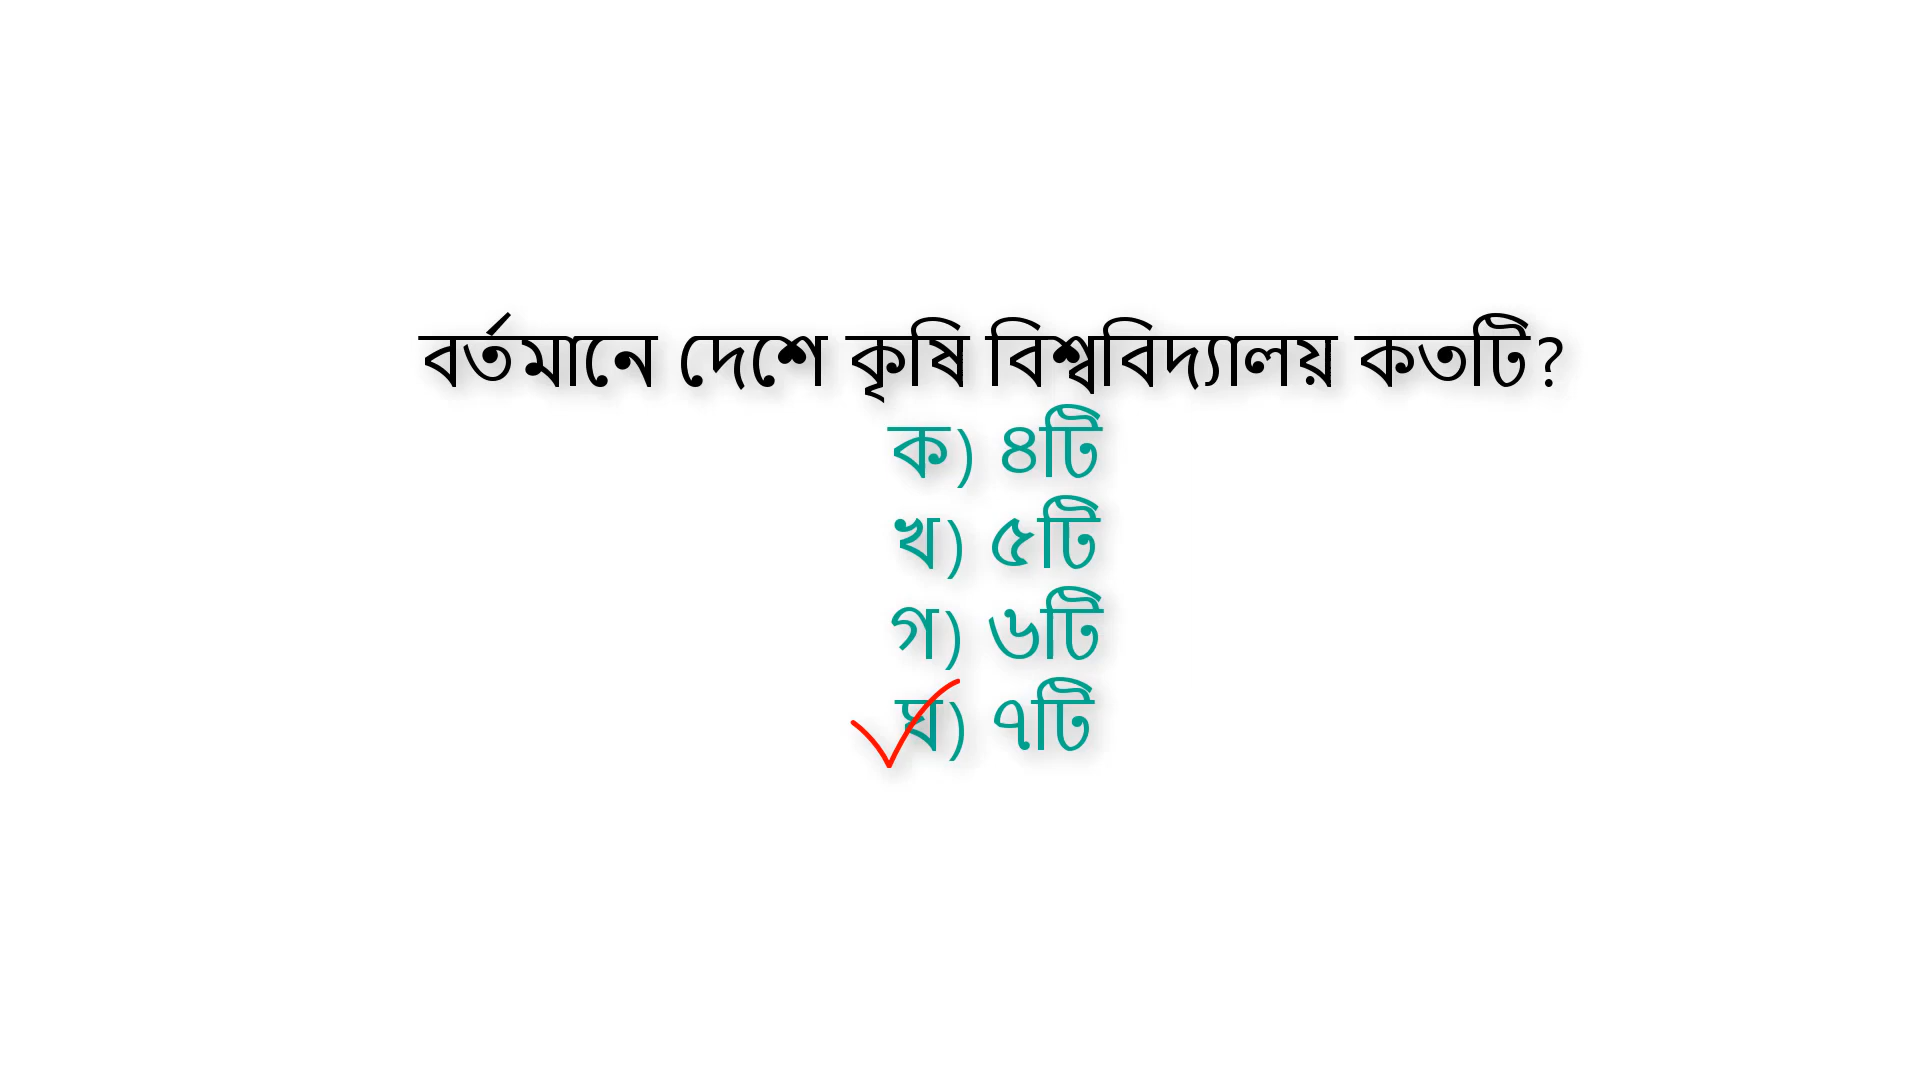 বর্তমানে দেশে কৃষি বিশ্ববিদ্যালয় কতটি?
ক) ৪টি
খ) ৫টি
গ) ৬টি
ঘ) ৭টি